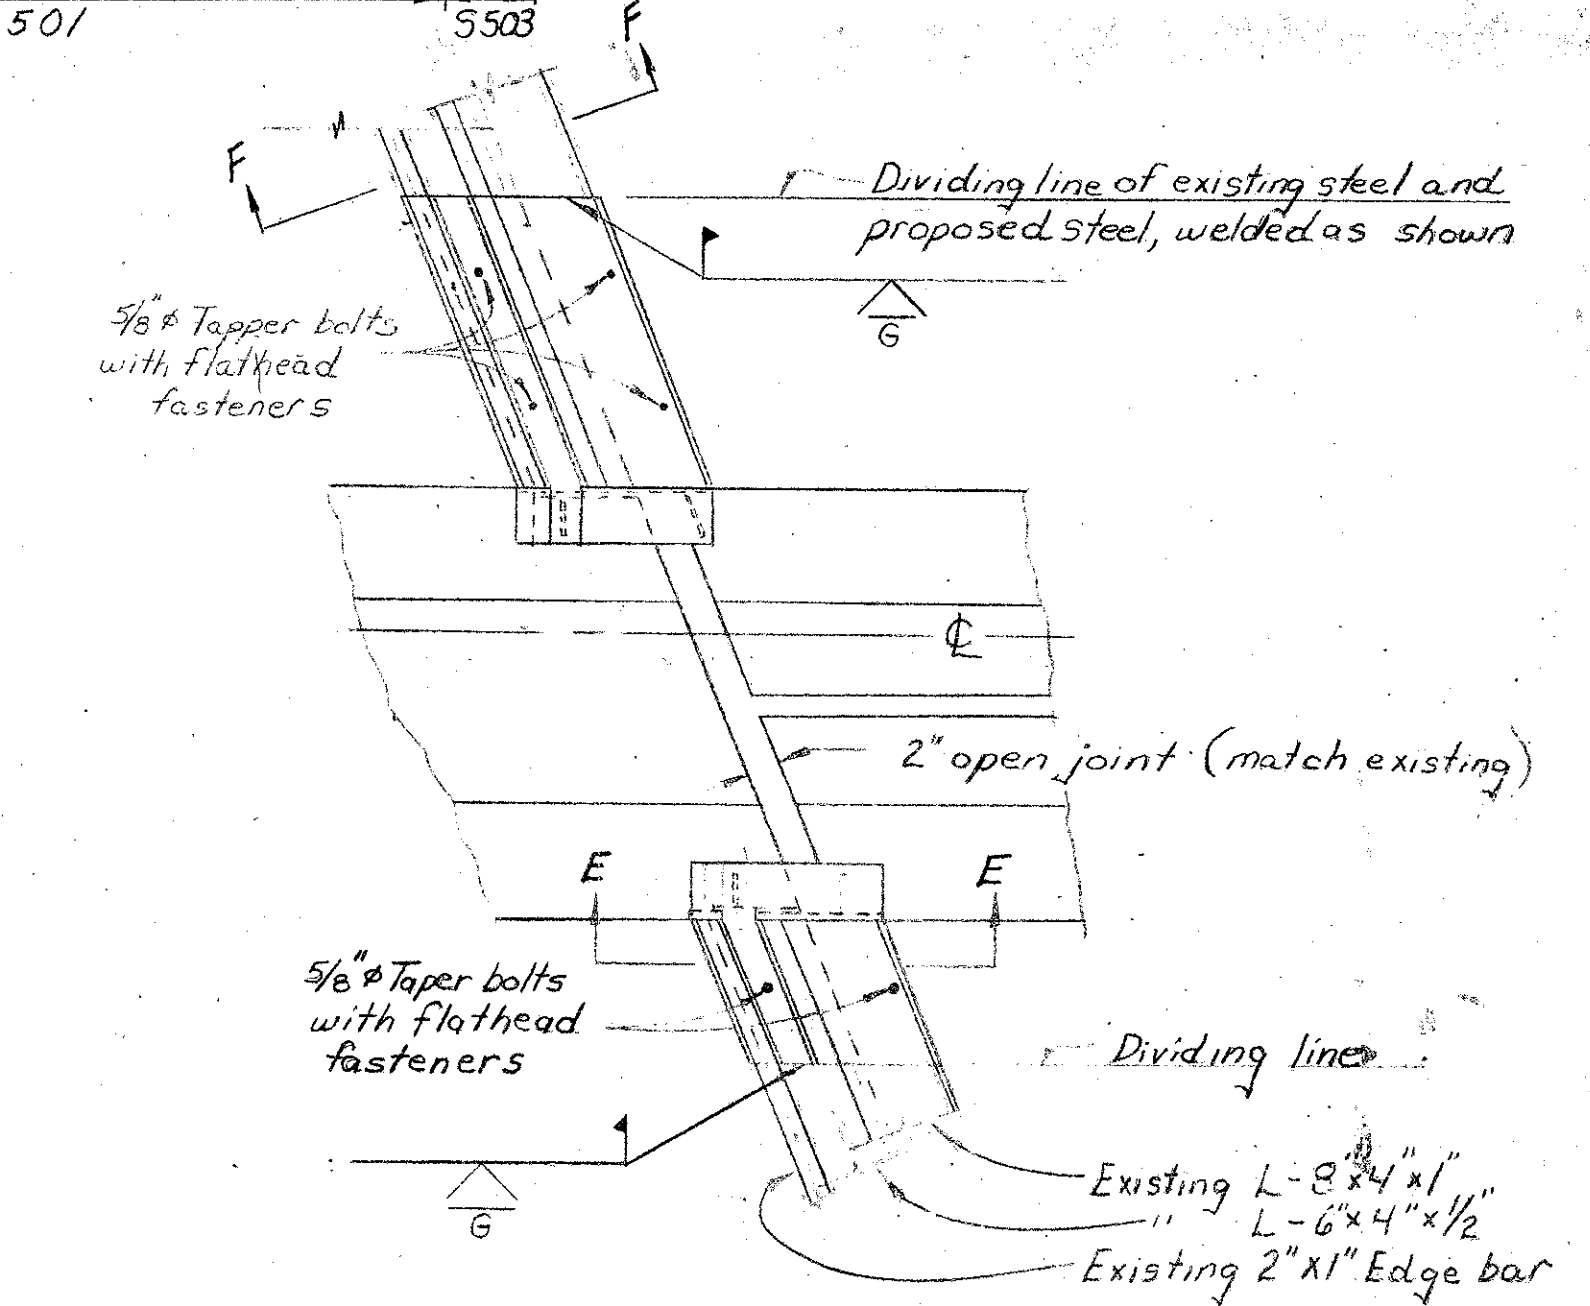 501
S503
F
F
Dividing line of existing steel and
proposed steel, welded as shown
G
5/8"φ Tapper bolts
with flathead
fasteners
℄
2" open joint (match existing)
E
E
5/8"φ Taper bolts
with flathead
fasteners
Dividing line
G
Existing L-8"x4"x1"
" L-6"x4"x1/2"
Existing 2"x1" Edge bar